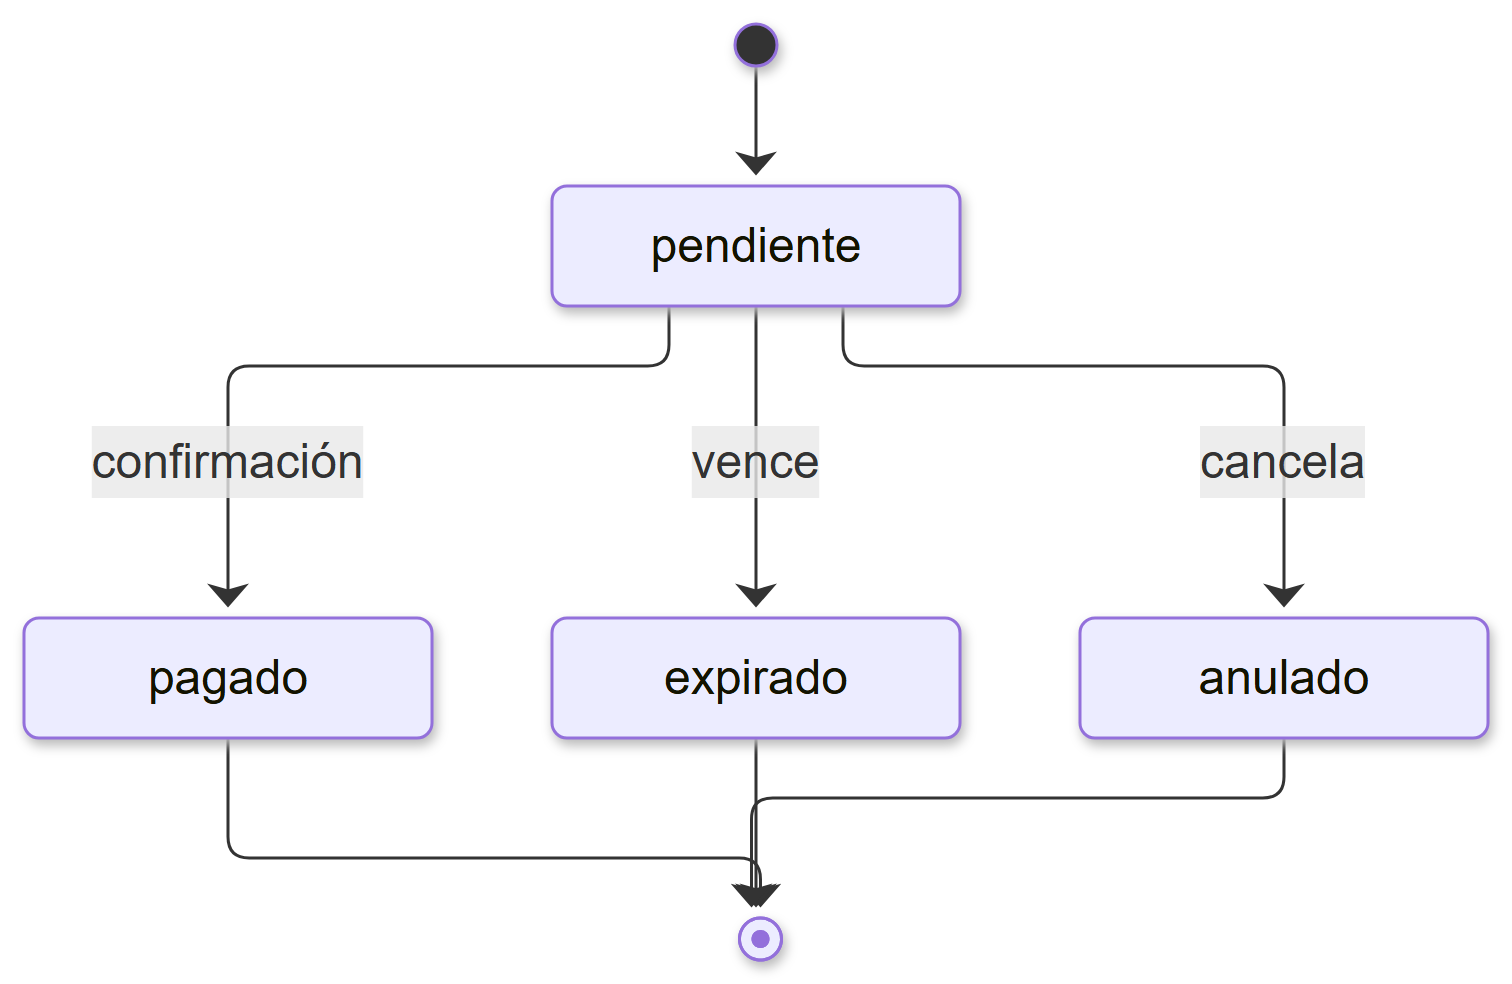 pendiente
confirmación
vence
cancela
pagado
expirado
anulado